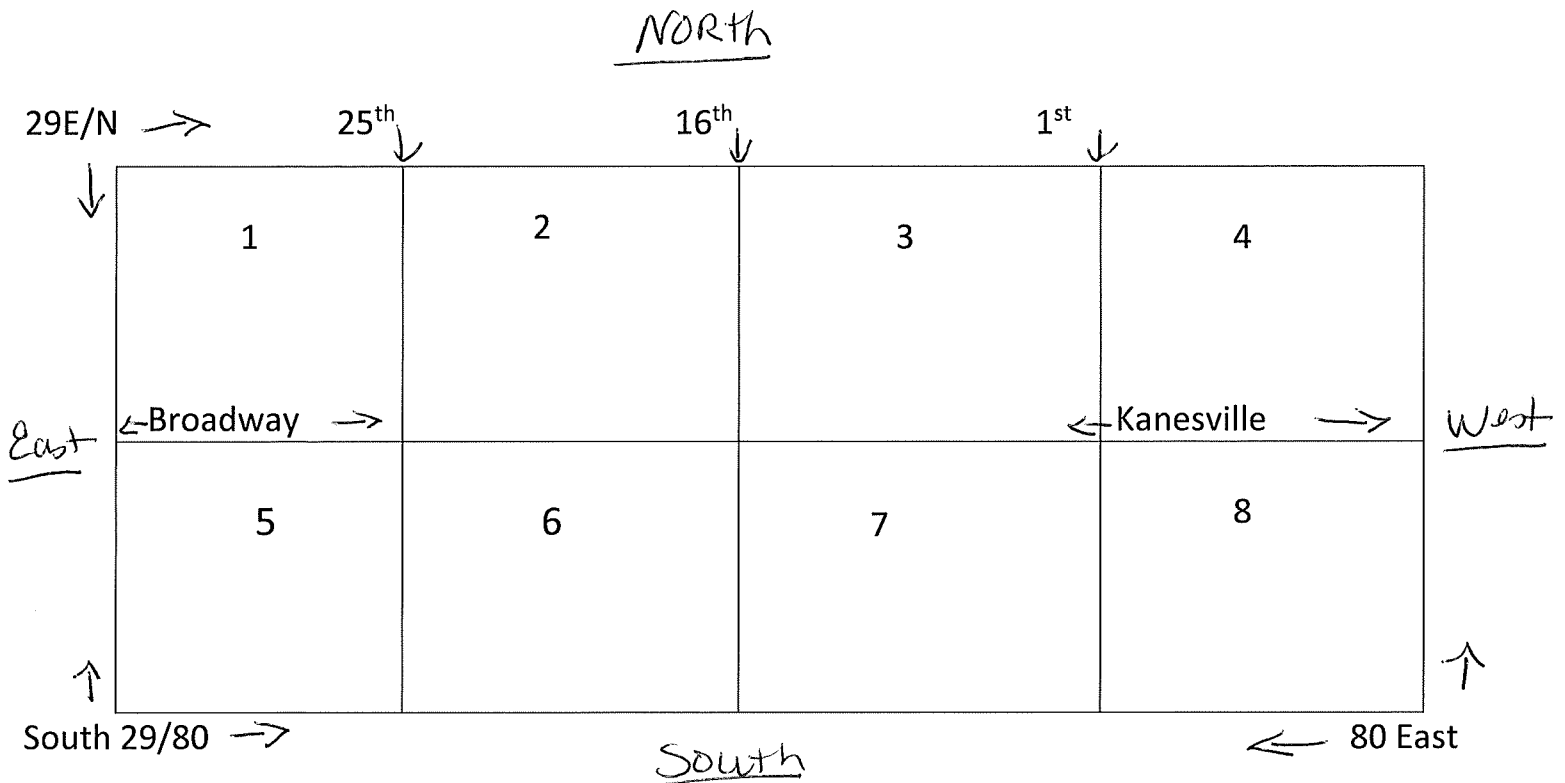 NORth
29E/N → 25th 16th 1st
1 2 3 4
←Broadway → ←Kanesville →
East West
5 6 7 8
South 29/80 → ← 80 East
South